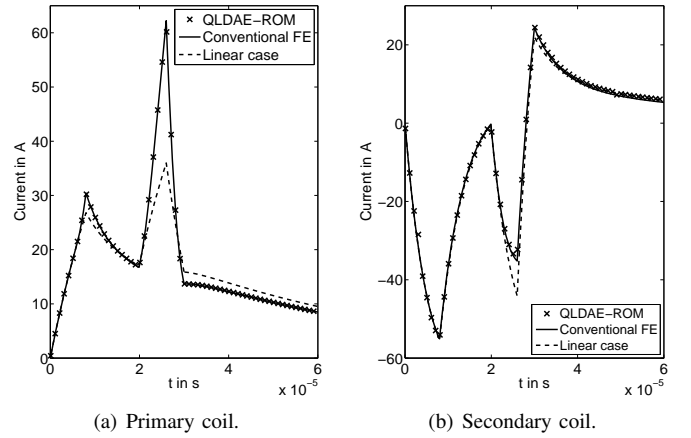 QLDAE−ROM
Conventional FE
Linear case
Current in A
60
50
40
30
20
10
0
0
2
4
6
t in s
x 10⁻⁵
(a) Primary coil.
Current in A
20
0
−20
−40
−60
0
2
4
6
t in s
x 10⁻⁵
QLDAE−ROM
Conventional FE
Linear case
(b) Secondary coil.